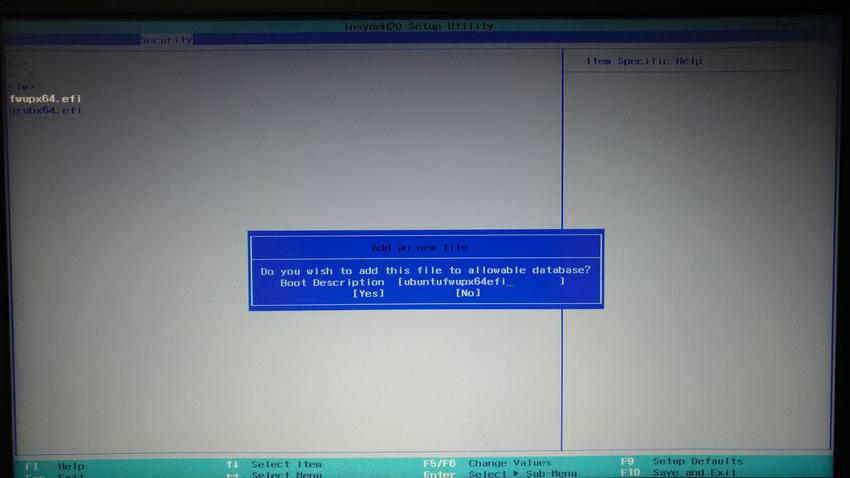 InsydeH20 Setup Utility
Security
Item Specific Help
<.>
<..>
<fw>
fwupx64.efi
grubx64.efi
Add an new file
Do you wish to add this file to allowable database?
Boot Description [ubuntufwupx64efi_ ]
[Yes] [No]
F1 Help ↑↓ Select Item F5/F6 Change Values F9 Setup Defaults
Esc Exit ←→ Select Menu Enter Select ▶ Sub-Menu F10 Save and Exit